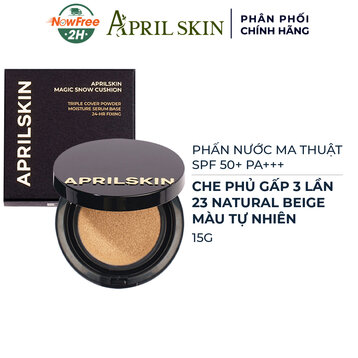 NowFree
2H
APRIL SKIN
PHÂN PHỐI
CHÍNH HÃNG
APRILSKIN
MAGIC SNOW CUSHION
TRIPLE COVER POWDER
MOISTURE SERUM BASE
24-HR FIXING
APRILSKIN
APRILSKIN
PHẤN NƯỚC MA THUẬT
SPF 50+ PA+++
CHE PHỦ GẤP 3 LẦN
23 NATURAL BEIGE
MÀU TỰ NHIÊN
15G